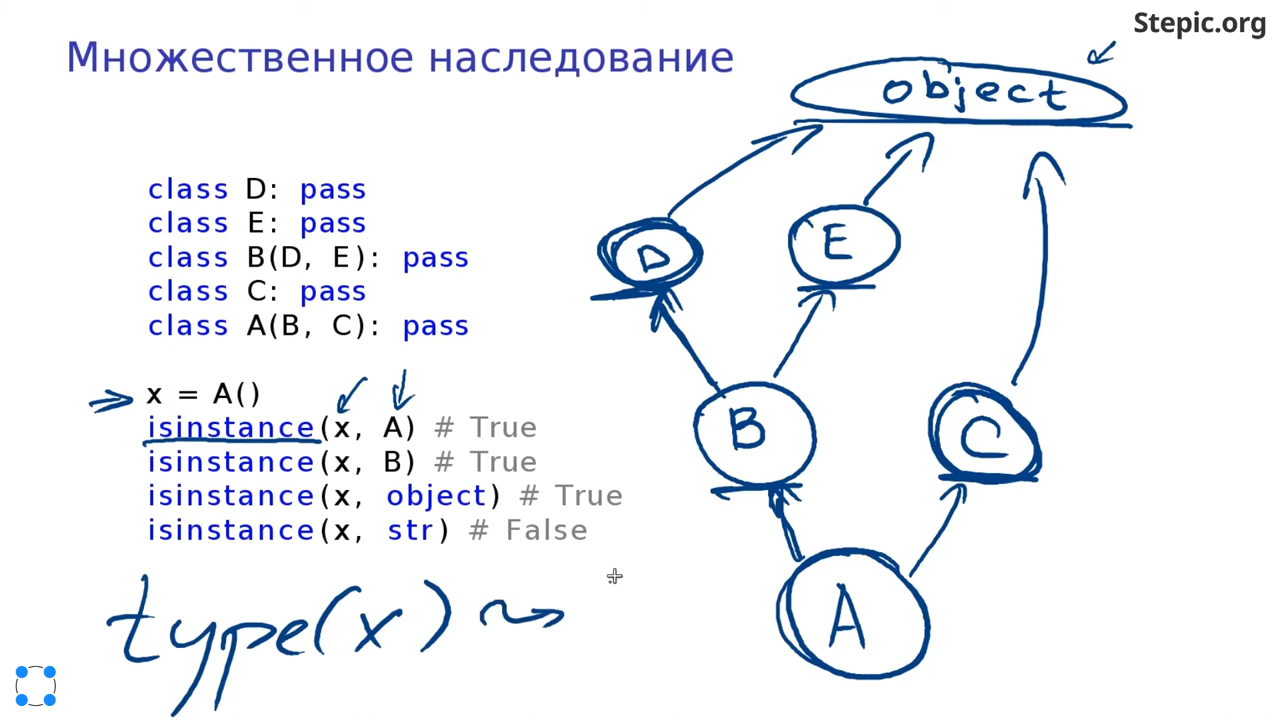 Stepic.org
Множественное наследование
object
class D: pass
class E: pass
class B(D, E): pass
class C: pass
class A(B, C): pass
D
E
x = A()
isinstance(x, A) # True
isinstance(x, B) # True
isinstance(x, object) # True
isinstance(x, str) # False
B
C
type(x)
A